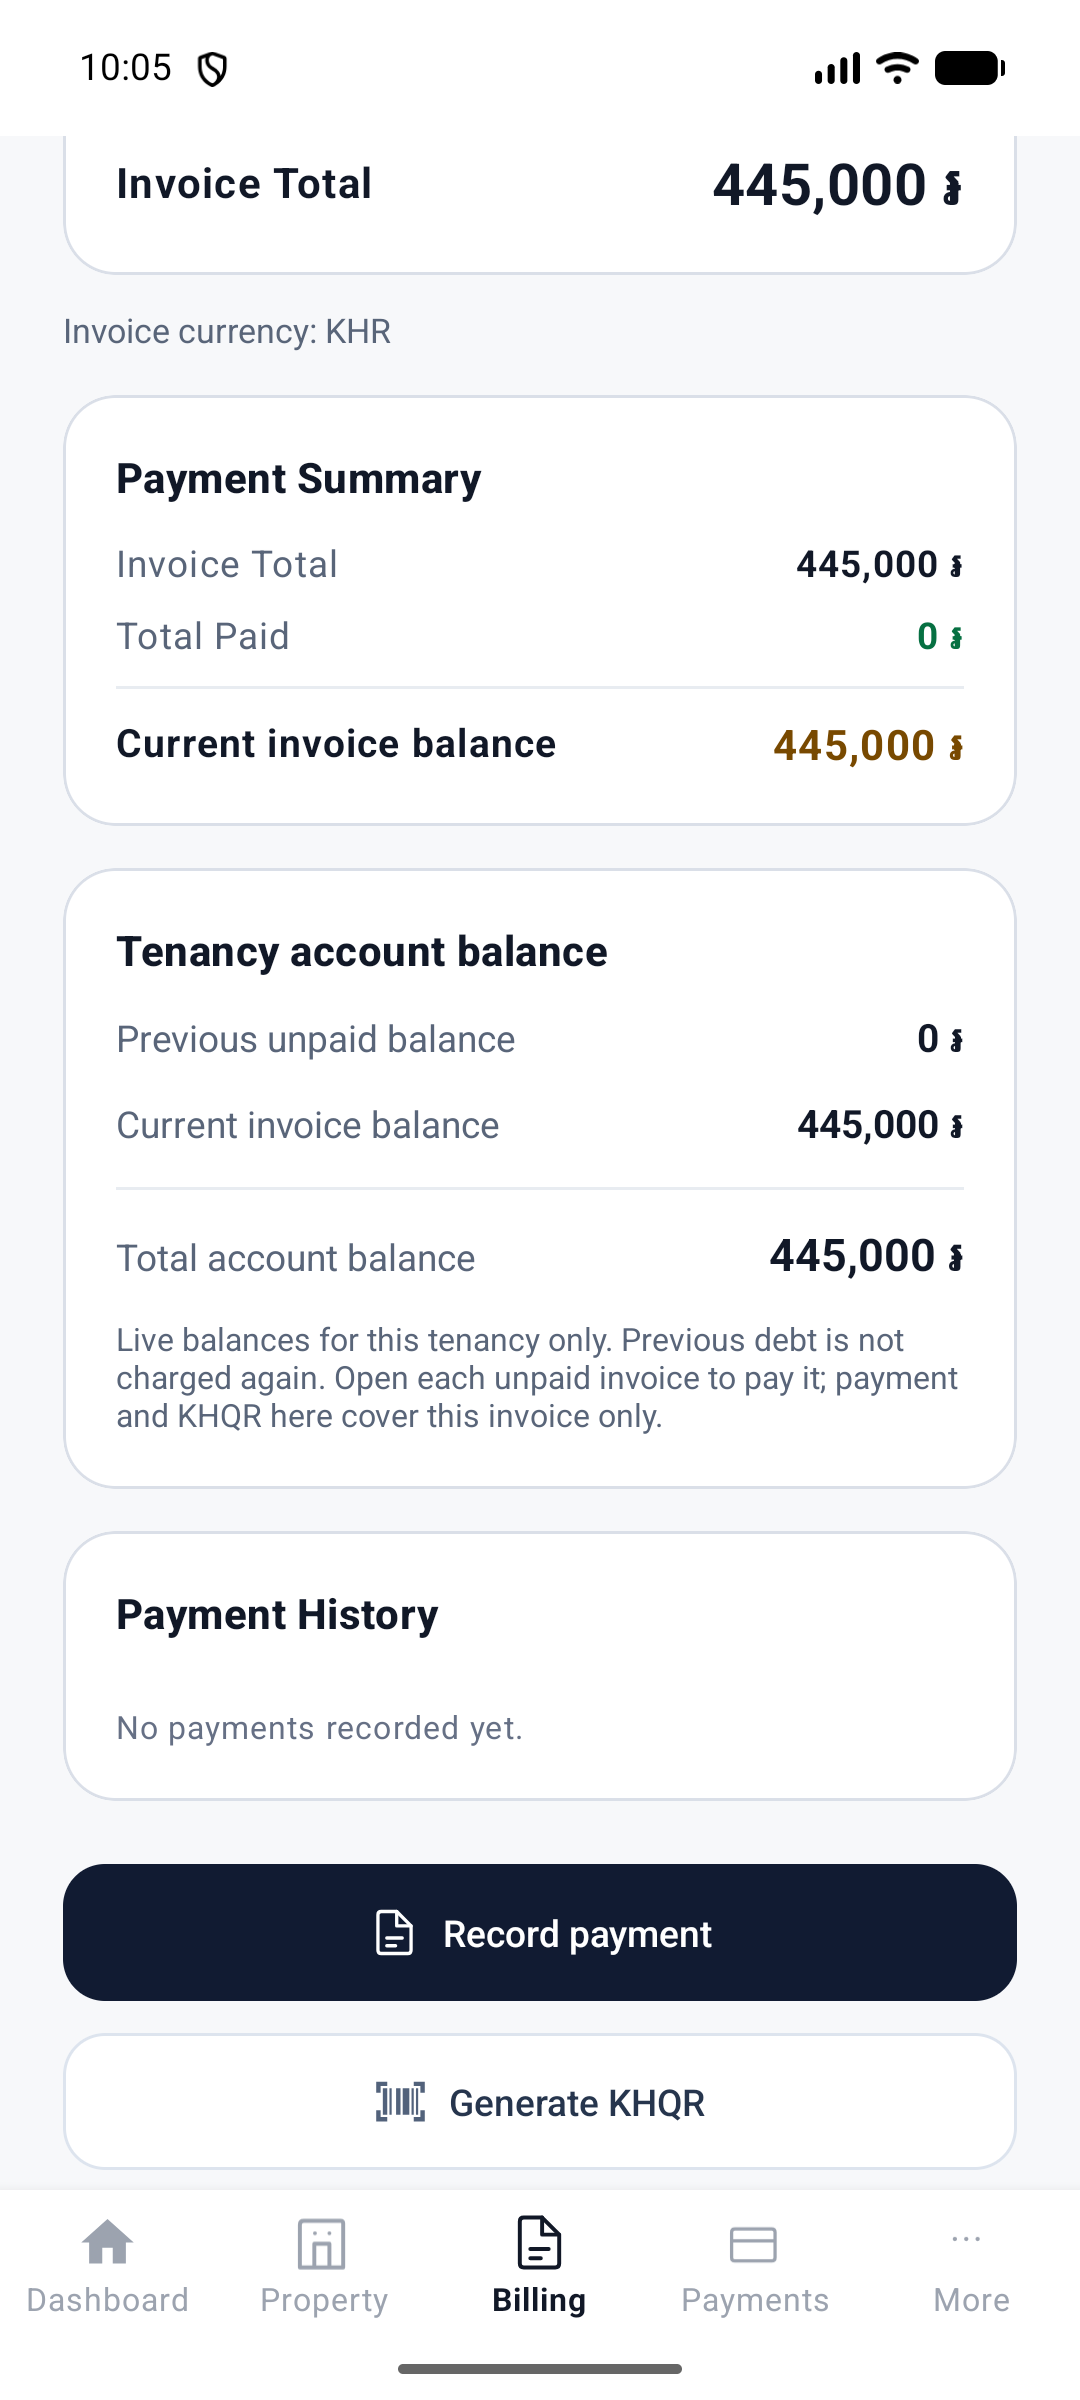 10:05
Invoice Total 445,000 ៛
Invoice currency: KHR
Payment Summary
Invoice Total 445,000 ៛
Total Paid 0 ៛
Current invoice balance 445,000 ៛
Tenancy account balance
Previous unpaid balance 0 ៛
Current invoice balance 445,000 ៛
Total account balance 445,000 ៛
Live balances for this tenancy only. Previous debt is not
charged again. Open each unpaid invoice to pay it; payment
and KHQR here cover this invoice only.
Payment History
No payments recorded yet.
Record payment
Generate KHQR
Dashboard Property Billing Payments More